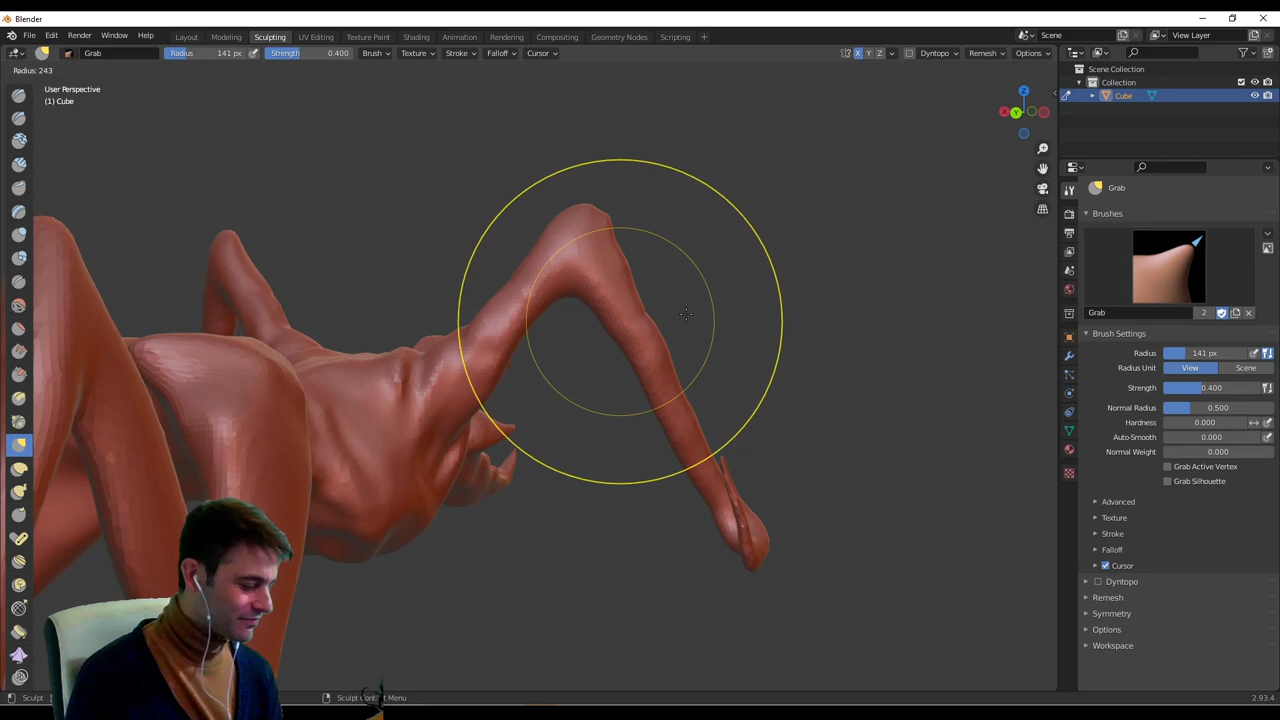 Blender
File Edit Render Window Help
Layout Modeling Sculpting UV Editing Texture Paint Shading Animation Rendering Compositing Geometry Nodes Scripting +
Scene View Layer
Grab Radius 141 px Strength 0.400 Brush Texture Stroke Falloff Cursor X Y Z Dyntopo Remesh Options
Radius: 243
User Perspective
(1) Cube
Scene Collection
Collection
Cube
Z
X Y
Grab
Brushes
Grab 2
Brush Settings
Radius 141 px
Radius Unit View Scene
Strength 0.400
Normal Radius 0.500
Hardness 0.000
Auto-Smooth 0.000
Normal Weight 0.000
Grab Active Vertex
Grab Silhouette
Advanced
Texture
Stroke
Falloff
Cursor
Dyntopo
Remesh
Symmetry
Options
Workspace
Sculpt Sculpt Context Menu 2.93.4